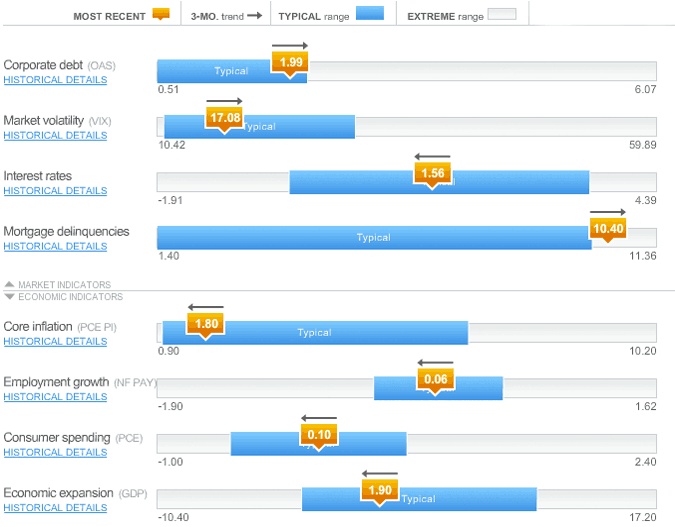 MOST RECENT 3-MO. trend TYPICAL range EXTREME range
Corporate debt (OAS)
HISTORICAL DETAILS
Typical
1.99
0.51 6.07
Market volatility (VIX)
HISTORICAL DETAILS
17.08
Typical
10.42 59.89
Interest rates
HISTORICAL DETAILS
1.56
-1.91 4.39
Mortgage delinquencies
HISTORICAL DETAILS
Typical
10.40
1.40 11.36
MARKET INDICATORS
ECONOMIC INDICATORS
Core inflation (PCE PI)
HISTORICAL DETAILS
1.80
Typical
0.90 10.20
Employment growth (NF PAY)
HISTORICAL DETAILS
0.06
-1.90 1.62
Consumer spending (PCE)
HISTORICAL DETAILS
0.10
-1.00 2.40
Economic expansion (GDP)
HISTORICAL DETAILS
1.90
Typical
-10.40 17.20